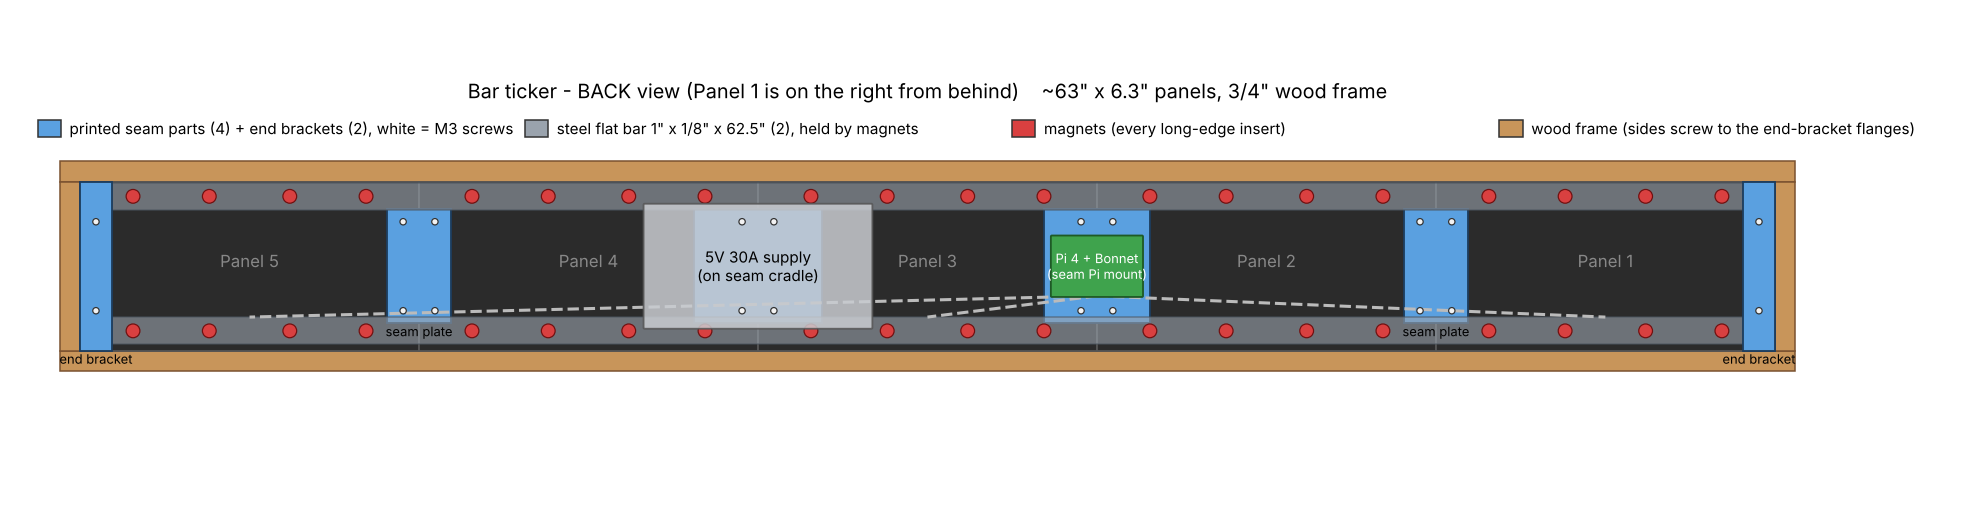 Bar ticker - BACK view (Panel 1 is on the right from behind)    ~63" x 6.3" panels, 3/4" wood frame
printed seam parts (4) + end brackets (2), white = M3 screws
steel flat bar 1" x 1/8" x 62.5" (2), held by magnets
magnets (every long-edge insert)
wood frame (sides screw to the end-bracket flanges)
Panel 5
Panel 4
5V 30A supply
(on seam cradle)
Panel 3
Pi 4 + Bonnet
(seam Pi mount)
Panel 2
Panel 1
seam plate
seam plate
end bracket
end bracket